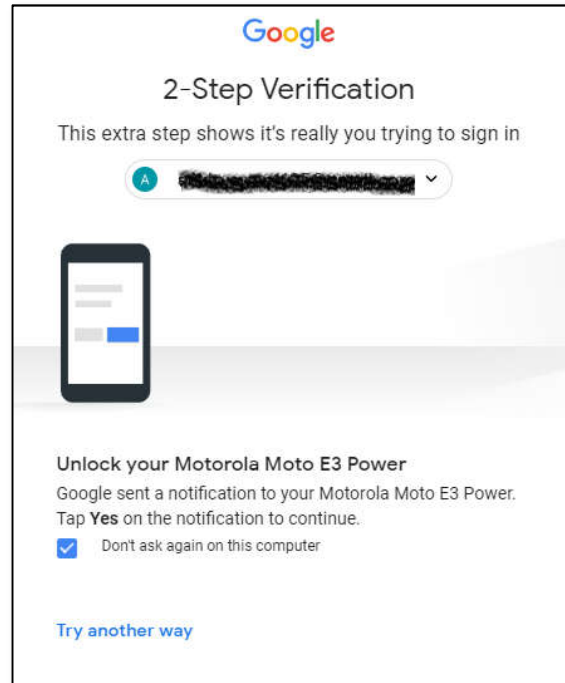 Google
2-Step Verification
This extra step shows it's really you trying to sign in
A
Unlock your Motorola Moto E3 Power
Google sent a notification to your Motorola Moto E3 Power.
Tap Yes on the notification to continue.
Don't ask again on this computer
Try another way